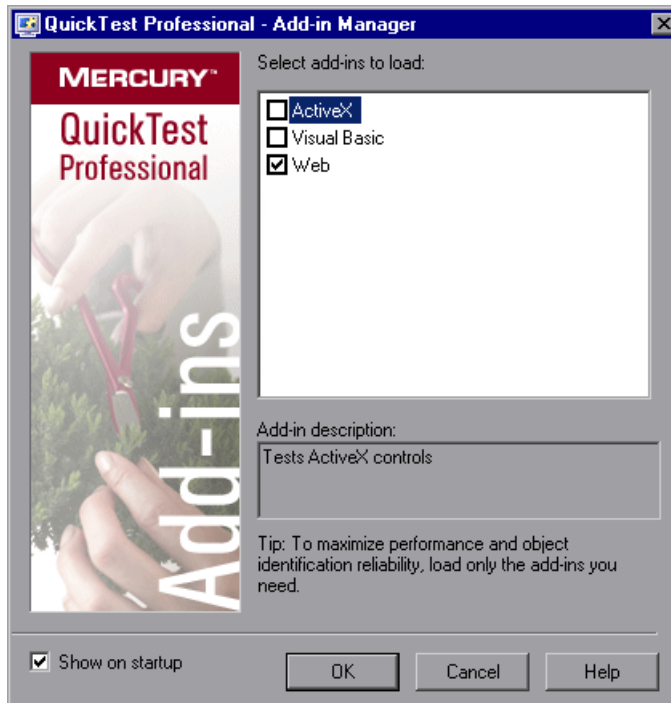 QuickTest Professional - Add-in Manager
MERCURY™
QuickTest
Professional
Add-ins
Select add-ins to load:
ActiveX
Visual Basic
Web
Add-in description:
Tests ActiveX controls
Tip: To maximize performance and object
identification reliability, load only the add-ins you
need.
Show on startup
OK
Cancel
Help